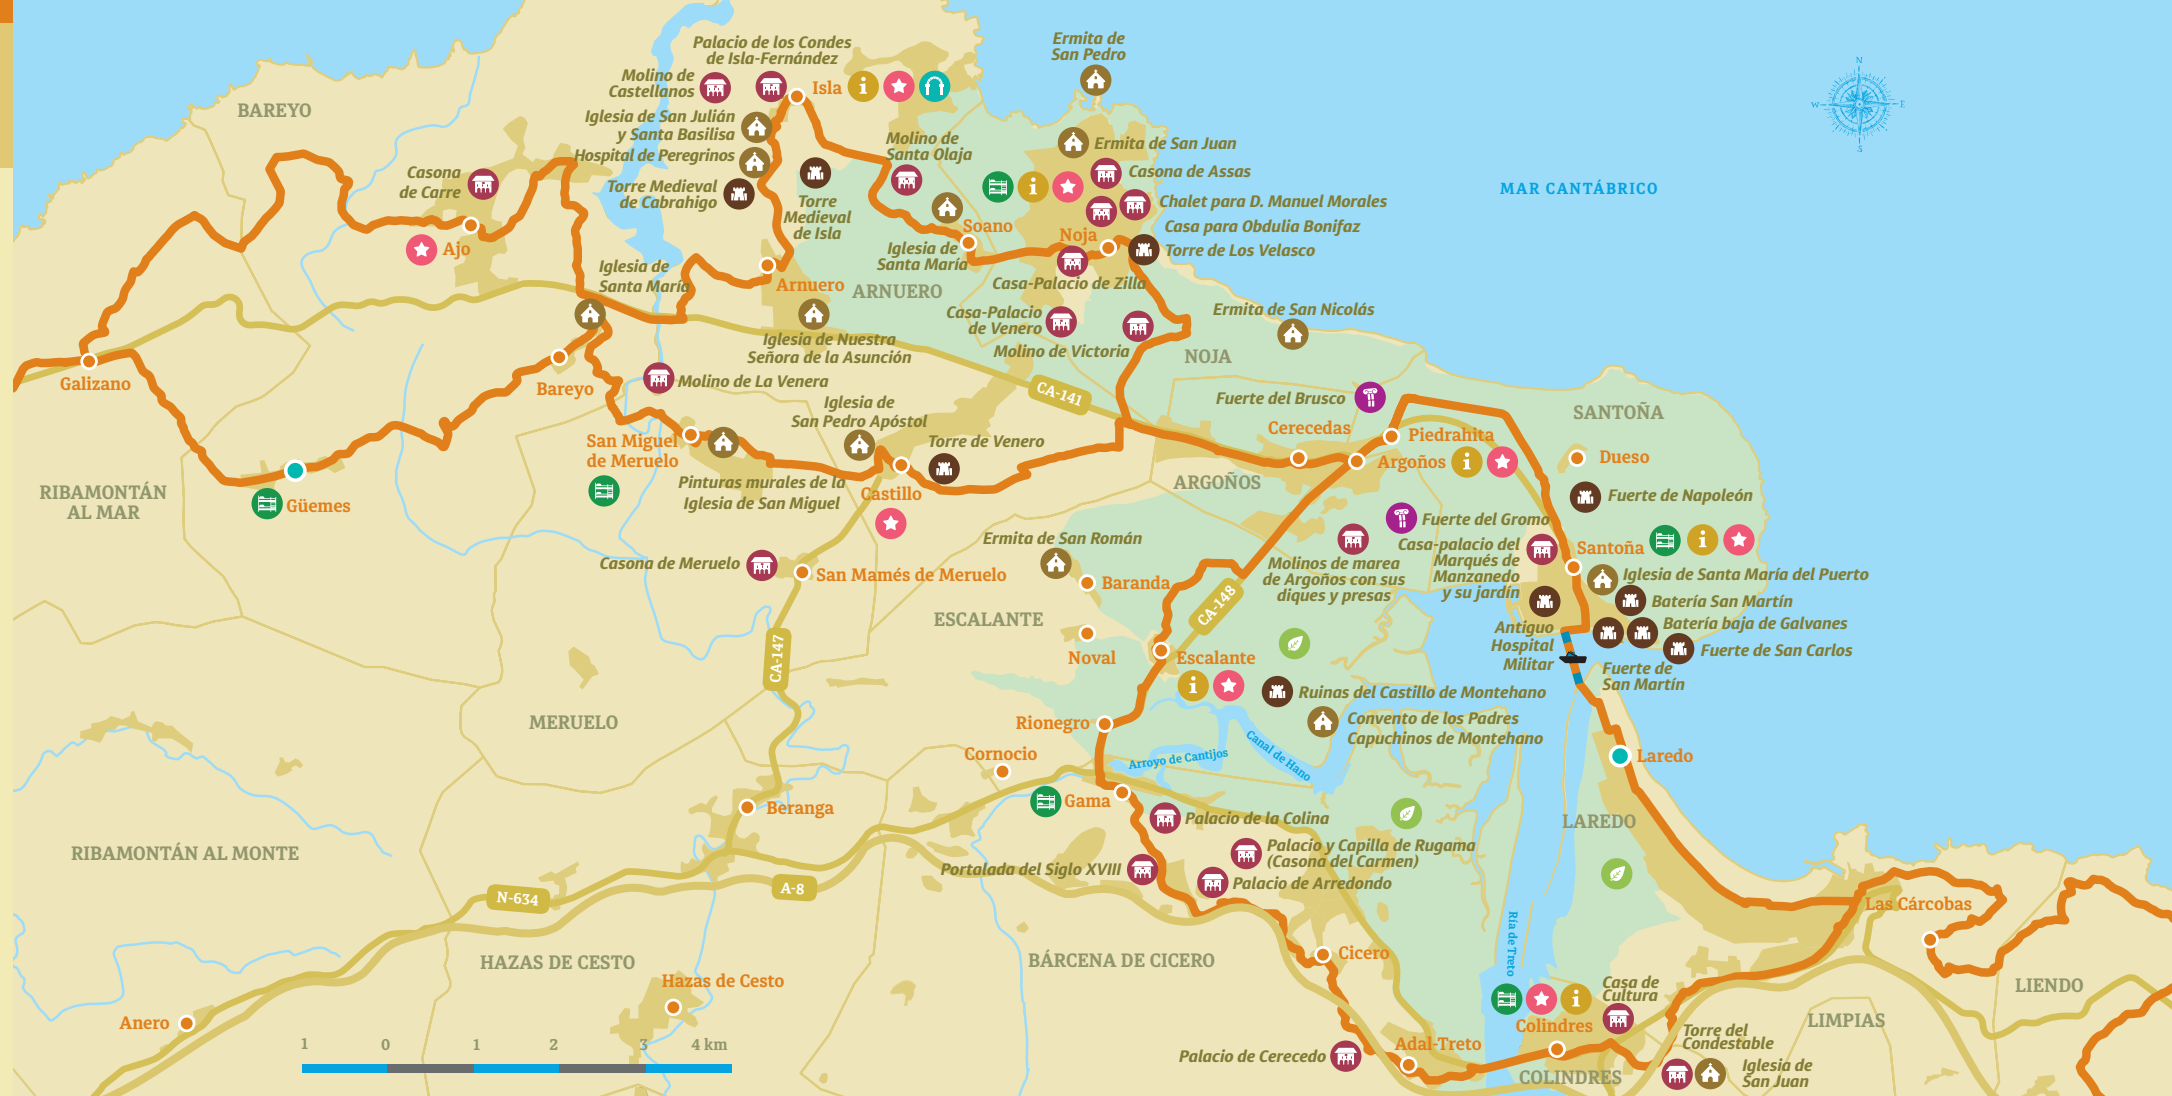 BAREYO
Casona
de Carre
Ajo
Galizano
RIBAMONTÁN
AL MAR
Güemes
Palacio de los Condes
de Isla-Fernández
Molino de
Castellanos
Isla
Iglesia de San Julián
y Santa Basilisa
Hospital de Peregrinos
Torre Medieval
de Cabrahigo
Torre
Medieval
de Isla
Molino de
Santa Olaja
Iglesia de
Santa María
Soano
Iglesia de
Santa María
Arnuero
ARNUERO
Iglesia de Nuestra
Señora de la Asunción
Ermita de
San Pedro
Ermita de San Juan
Casona de Assas
Chalet para D. Manuel Morales
Casa para Obdulia Bonifaz
Noja
Torre de Los Velasco
Casa-Palacio de Zilla
Casa-Palacio
de Venero
Molino de Victoria
Ermita de San Nicolás
NOJA
MAR CANTÁBRICO
N
W
E
S
Bareyo
Molino de La Venera
Iglesia de
San Pedro Apóstol
CA-141
San Miguel
de Meruelo
Pinturas murales de la
Iglesia de San Miguel
Torre de Venero
Castillo
Casona de Meruelo
San Mamés de Meruelo
CA-147
MERUELO
Fuerte del Brusco
Cerecedas
Piedrahita
Argoños
ARGOÑOS
SANTOÑA
Dueso
Fuerte de Napoleón
Fuerte del Gromo
Molinos de marea
de Argoños con sus
diques y presas
Casa-palacio del
Marqués de
Manzanedo
y su jardín
Santoña
Iglesia de Santa María del Puerto
Batería San Martín
Batería baja de Galvanes
Fuerte de San Carlos
Antiguo
Hospital
Militar
Fuerte de
San Martín
Ermita de San Román
Baranda
ESCALANTE
Noval
CA-148
Escalante
Ruinas del Castillo de Montehano
Convento de los Padres
Capuchinos de Montehano
Rionegro
Cornocio
Arroyo de Cantijos
Canal de Hano
Gama
Palacio de la Colina
Palacio y Capilla de Rugama
(Casona del Carmen)
Portalada del Siglo XVIII
Palacio de Arredondo
Laredo
LAREDO
Las Cárcobas
Beranga
RIBAMONTÁN AL MONTE
N-634
A-8
HAZAS DE CESTO
Hazas de Cesto
Anero
BÁRCENA DE CICERO
Cicero
Ría de Treto
Casa de
Cultura
Colindres
COLINDRES
Adal-Treto
Palacio de Cerecedo
Torre del
Condestable
Iglesia de
San Juan
LIMPIAS
LIENDO
1 0 1 2 3 4 km